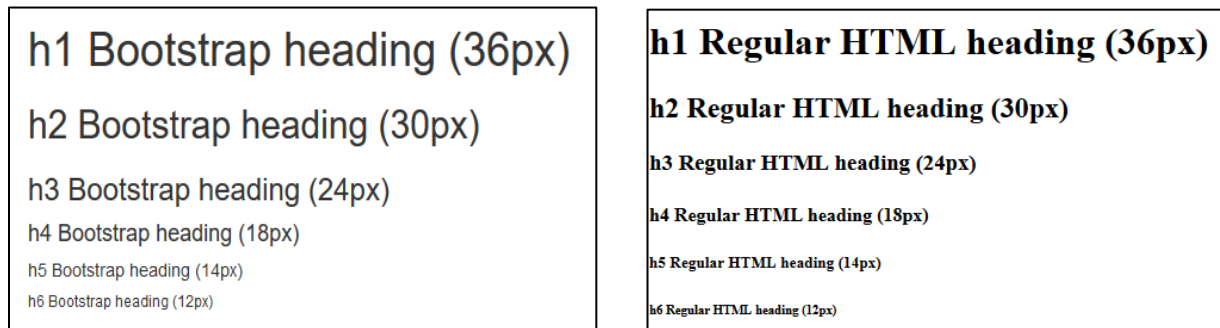 h1 Bootstrap heading (36px)
h2 Bootstrap heading (30px)
h3 Bootstrap heading (24px)
h4 Bootstrap heading (18px)
h5 Bootstrap heading (14px)
h6 Bootstrap heading (12px)
h1 Regular HTML heading (36px)
h2 Regular HTML heading (30px)
h3 Regular HTML heading (24px)
h4 Regular HTML heading (18px)
h5 Regular HTML heading (14px)
h6 Regular HTML heading (12px)